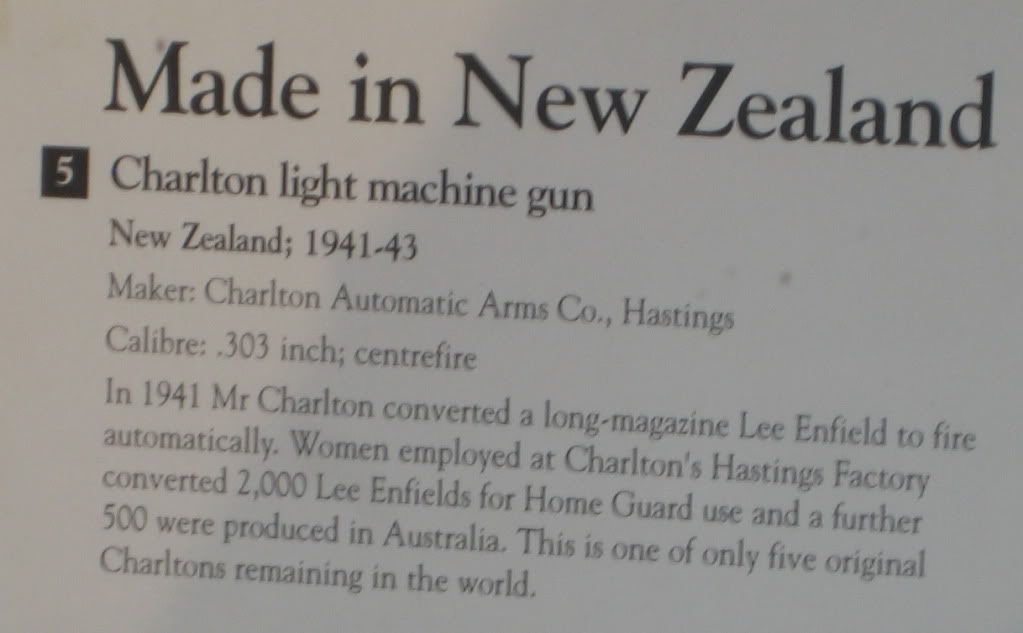 Made in New Zealand
5 Charlton light machine gun
New Zealand; 1941-43
Maker: Charlton Automatic Arms Co., Hastings
Calibre: .303 inch; centrefire
In 1941 Mr Charlton converted a long-magazine Lee Enfield to fire
automatically. Women employed at Charlton's Hastings Factory
converted 2,000 Lee Enfields for Home Guard use and a further
500 were produced in Australia. This is one of only five original
Charltons remaining in the world.